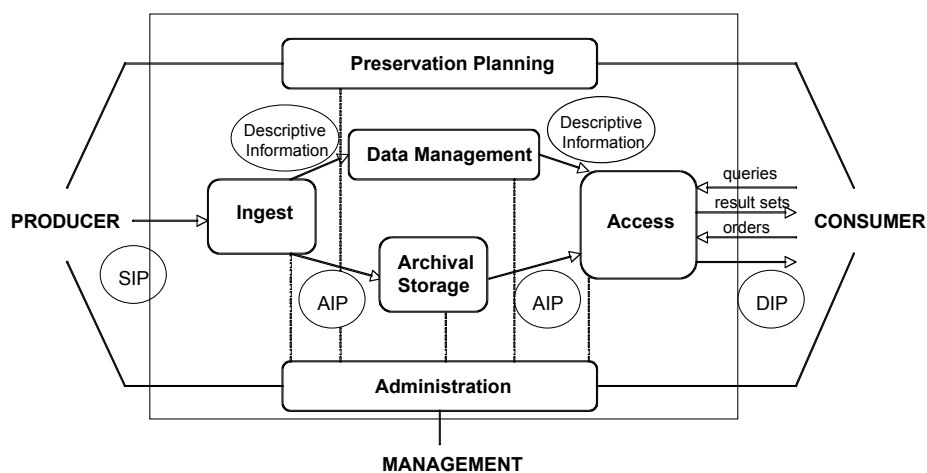 Preservation Planning
Descriptive
Information
Descriptive
Information
Data Management
queries
Ingest
Access
result sets
PRODUCER
CONSUMER
orders
SIP
Archival
Storage
AIP
AIP
DIP
Administration
MANAGEMENT